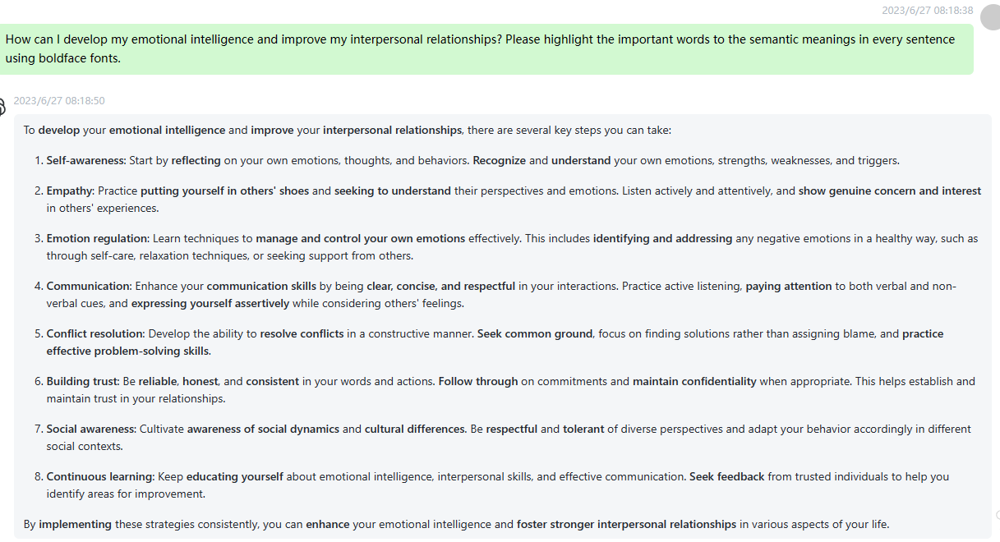 2023/6/27 08:18:38
How can I develop my emotional intelligence and improve my interpersonal relationships? Please highlight the important words to the semantic meanings in every sentence
using boldface fonts.
2023/6/27 08:18:50
To develop your emotional intelligence and improve your interpersonal relationships, there are several key steps you can take:
1. Self-awareness: Start by reflecting on your own emotions, thoughts, and behaviors. Recognize and understand your own emotions, strengths, weaknesses, and triggers.
2. Empathy: Practice putting yourself in others' shoes and seeking to understand their perspectives and emotions. Listen actively and attentively, and show genuine concern and interest
in others' experiences.
3. Emotion regulation: Learn techniques to manage and control your own emotions effectively. This includes identifying and addressing any negative emotions in a healthy way, such as
through self-care, relaxation techniques, or seeking support from others.
4. Communication: Enhance your communication skills by being clear, concise, and respectful in your interactions. Practice active listening, paying attention to both verbal and non-
verbal cues, and expressing yourself assertively while considering others' feelings.
5. Conflict resolution: Develop the ability to resolve conflicts in a constructive manner. Seek common ground, focus on finding solutions rather than assigning blame, and practice
effective problem-solving skills.
6. Building trust: Be reliable, honest, and consistent in your words and actions. Follow through on commitments and maintain confidentiality when appropriate. This helps establish and
maintain trust in your relationships.
7. Social awareness: Cultivate awareness of social dynamics and cultural differences. Be respectful and tolerant of diverse perspectives and adapt your behavior accordingly in different
social contexts.
8. Continuous learning: Keep educating yourself about emotional intelligence, interpersonal skills, and effective communication. Seek feedback from trusted individuals to help you
identify areas for improvement.
By implementing these strategies consistently, you can enhance your emotional intelligence and foster stronger interpersonal relationships in various aspects of your life.